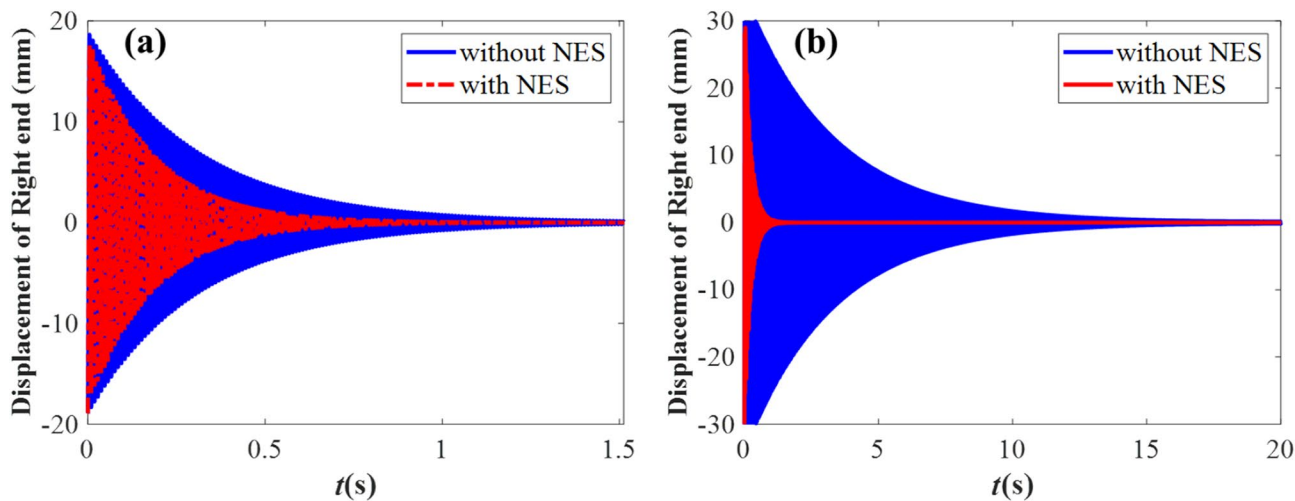 (a)
without NES
with NES
Displacement of Right end (mm)
20
10
0
-10
-20
0
0.5
1
1.5
t(s)
(b)
without NES
with NES
Displacement of Right end (mm)
30
20
10
0
-10
-20
-30
0
5
10
15
20
t(s)